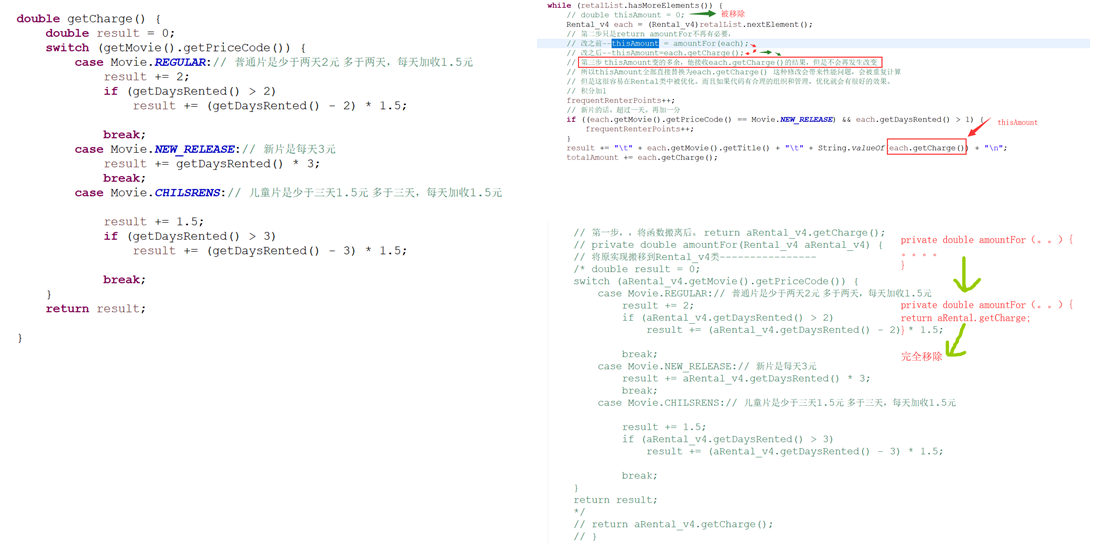 double getCharge() {
double result = 0;
switch (getMovie().getPriceCode()) {
case Movie.REGULAR:// 普通片是少于两天2元 多于两天，每天加收1.5元
result += 2;
if (getDaysRented() > 2)
result += (getDaysRented() - 2) * 1.5;
break;
case Movie.NEW_RELEASE:// 新片是每天3元
result += getDaysRented() * 3;
break;
case Movie.CHILSRENS:// 儿童片是少于三天1.5元 多于三天，每天加收1.5元
result += 1.5;
if (getDaysRented() > 3)
result += (getDaysRented() - 3) * 1.5;
break;
}
return result;
}
while (retalList.hasMoreElements()) {
// double thisAmount = 0; 被移除
Rental_v4 each = (Rental_v4)retalList.nextElement();
// 第二步只是return amountFor不再有必要，
// 改之前--thisAmount = amountFor(each);
// 改之后--thisAmount=each.getCharge();
// 第三步 thisAmount变的多余，他接收each.getCharge()的结果，但是不会再发生改变
// 所以thisAmount全部直接替换为each.getCharge() 这种修改会带来性能问题，会被重复计算
// 但是这很容易在Rental类中被优化，而且如果代码有合理的组织和管理，优化就会有很好的效果。
// 积分加1
frequentRenterPoints++;
// 新片的话，超过一天，再加一分
if ((each.getMovie().getPriceCode() == Movie.NEW_RELEASE) && each.getDaysRented() > 1) {
frequentRenterPoints++;
thisAmount
}
result += "\t" + each.getMovie().getTitle() + "\t" + String.valueOf(each.getCharge()) + "\n";
totalAmount += each.getCharge();
// 第一步，，将函数搬离后。return aRental_v4.getCharge();
// private double amountFor(Rental_v4 aRental_v4) {
// 将原实现搬移到Rental_v4类----------------
/* double result = 0;
switch (aRental_v4.getMovie().getPriceCode()) {
case Movie.REGULAR:// 普通片是少于两天2元 多于两天，每天加收1.5元
result += 2;
if (aRental_v4.getDaysRented() > 2)
result += (aRental_v4.getDaysRented() - 2) * 1.5;
break;
case Movie.NEW_RELEASE:// 新片是每天3元
result += aRental_v4.getDaysRented() * 3;
break;
case Movie.CHILSRENS:// 儿童片是少于三天1.5元 多于三天，每天加收1.5元
result += 1.5;
if (aRental_v4.getDaysRented() > 3)
result += (aRental_v4.getDaysRented() - 3) * 1.5;
break;
}
return result;
*/
// return aRental_v4.getCharge();
// }
private double amountFor（。。）{
。。。。
}
private double amountFor（。。）{
return aRental.getCharge;
}
完全移除